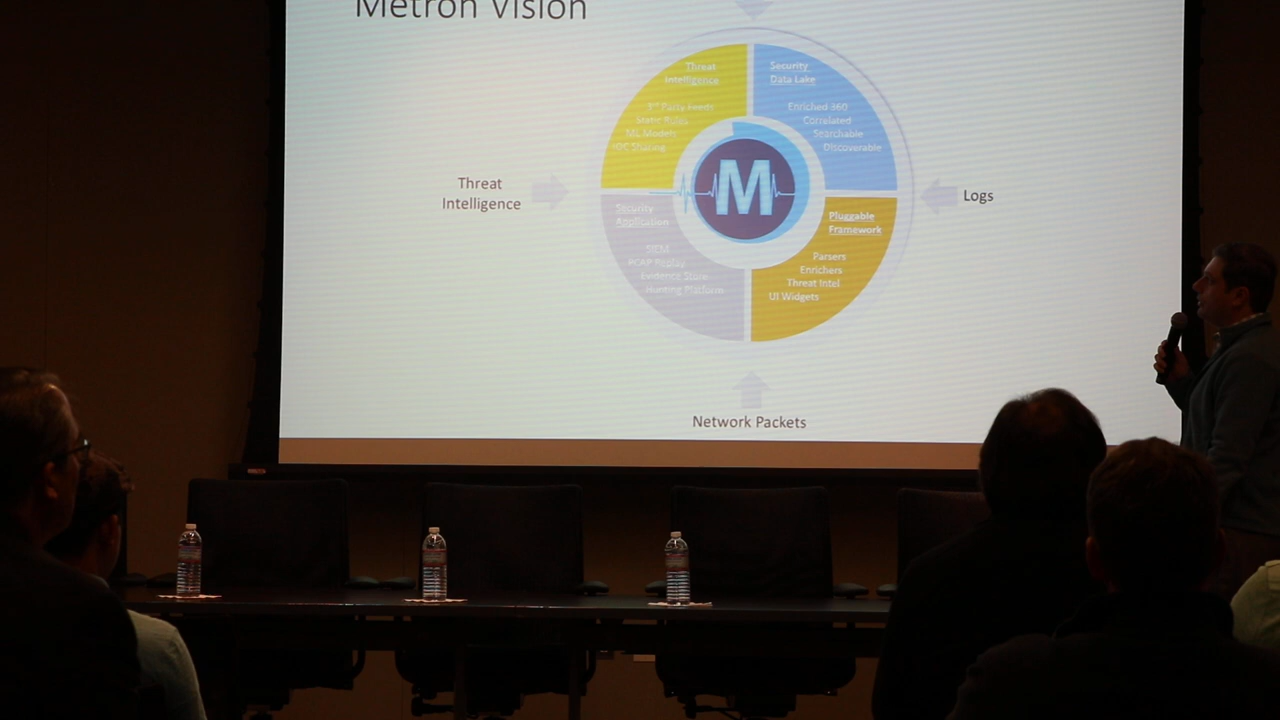 Metron Vision
Threat
Intelligence
3rd Party Feeds
Static Rules
ML Models
IOC Sharing
Security
Data Lake
Enriched 360
Correlated
Searchable
Discoverable
Threat
Intelligence
M
Logs
Security
Application
SIEM
PCAP Replay
Evidence Store
Hunting Platform
Pluggable
Framework
Parsers
Enrichers
Threat Intel
UI Widgets
Network Packets